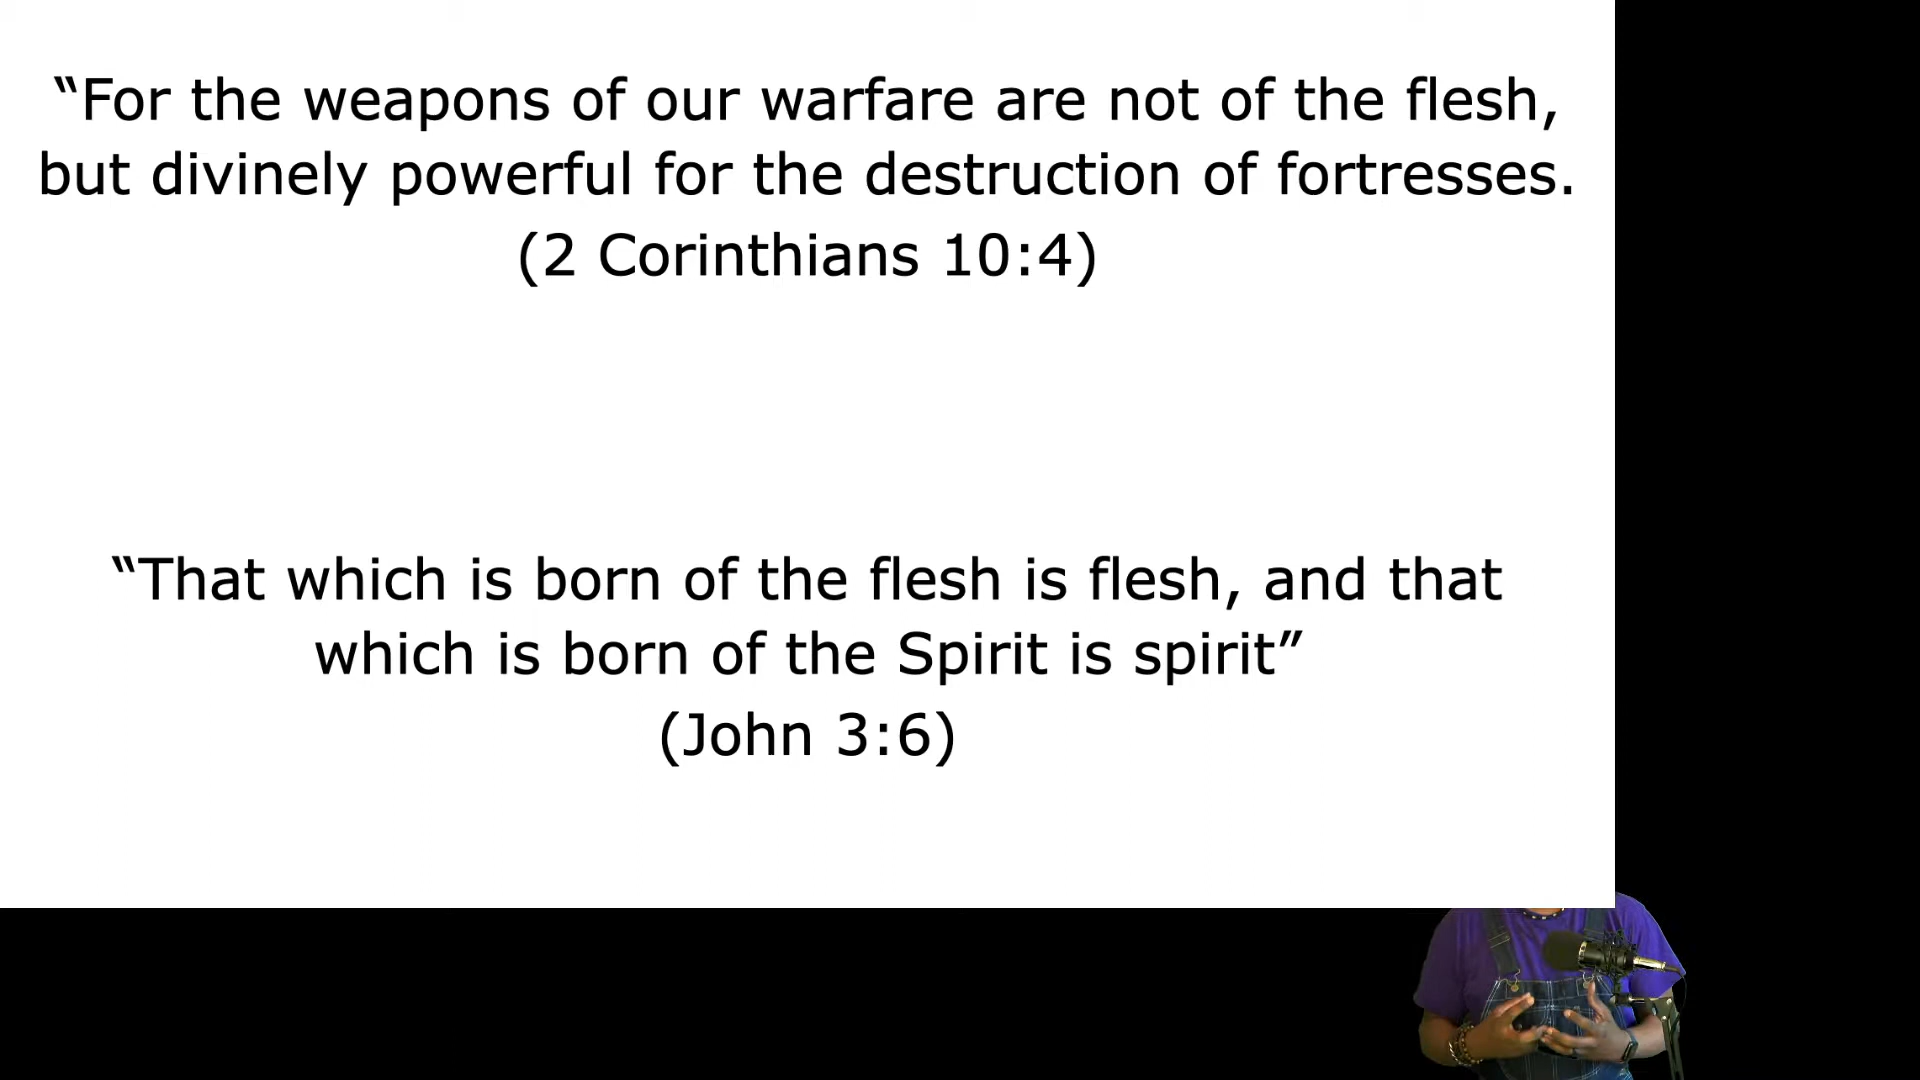 “For the weapons of our warfare are not of the flesh,
but divinely powerful for the destruction of fortresses.
(2 Corinthians 10:4)
“That which is born of the flesh is flesh, and that
which is born of the Spirit is spirit”
(John 3:6)